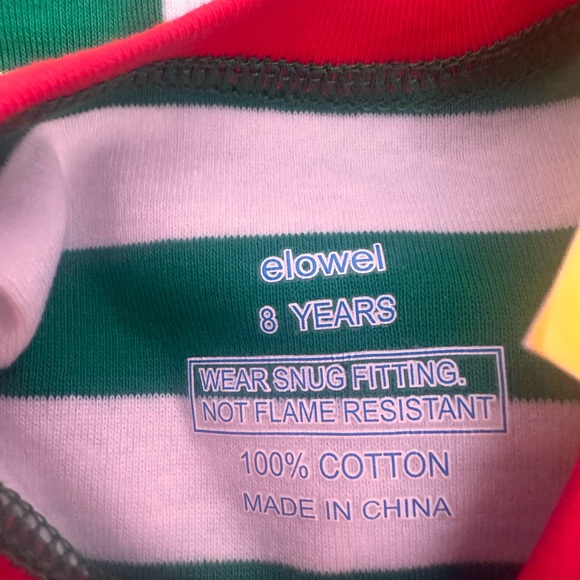 elowel
8 YEARS
WEAR SNUG FITTING.
NOT FLAME RESISTANT
100% COTTON
MADE IN CHINA